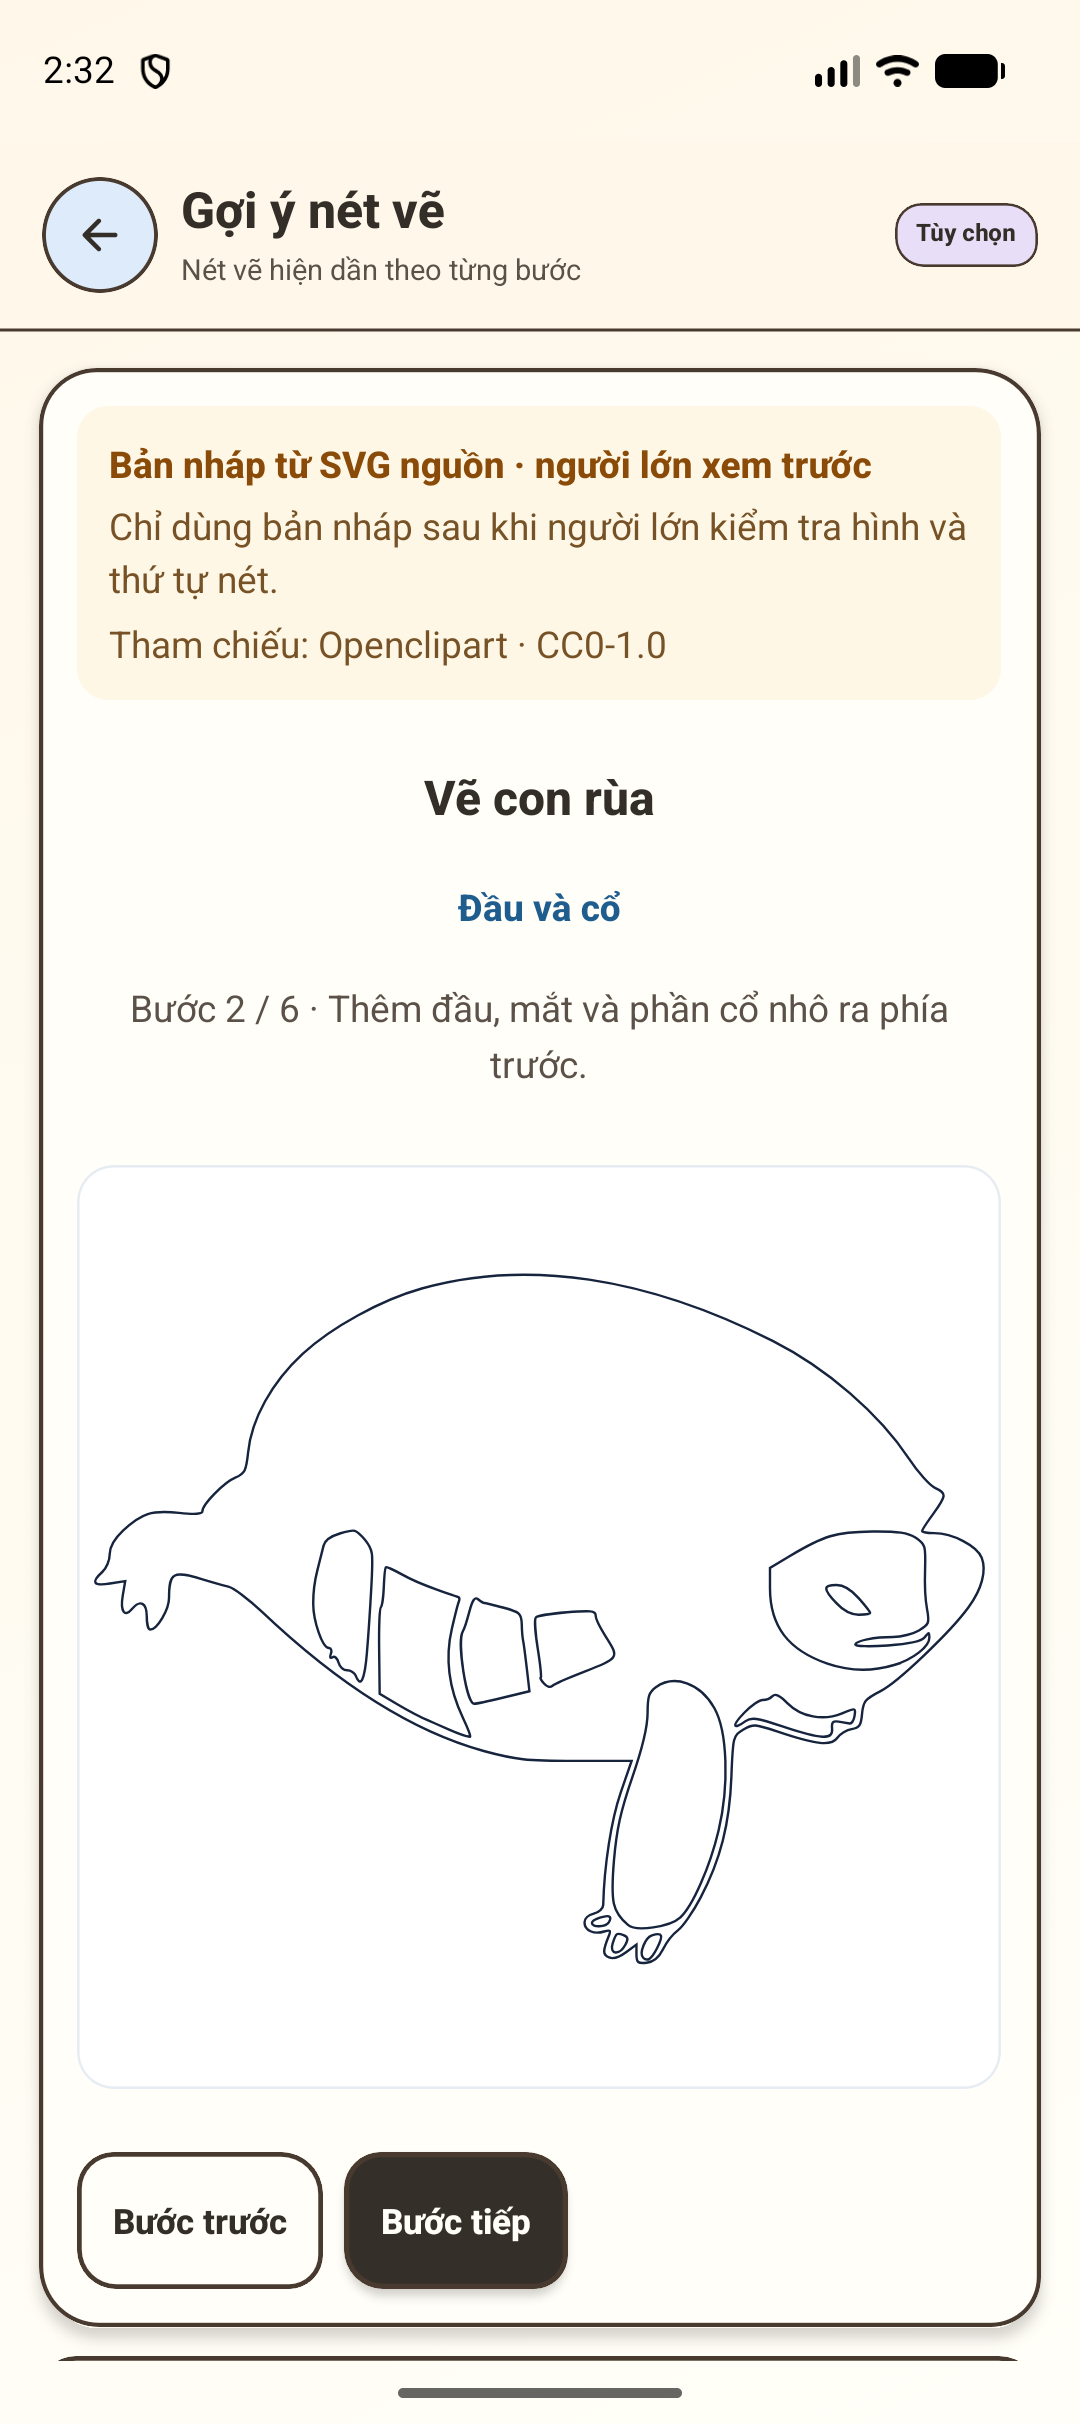 2:32
Gợi ý nét vẽ
Nét vẽ hiện dần theo từng bước
Tùy chọn
Bản nháp từ SVG nguồn · người lớn xem trước
Chỉ dùng bản nháp sau khi người lớn kiểm tra hình và
thứ tự nét.
Tham chiếu: Openclipart · CC0-1.0
Vẽ con rùa
Đầu và cổ
Bước 2 / 6 · Thêm đầu, mắt và phần cổ nhô ra phía
trước.
Bước trước
Bước tiếp